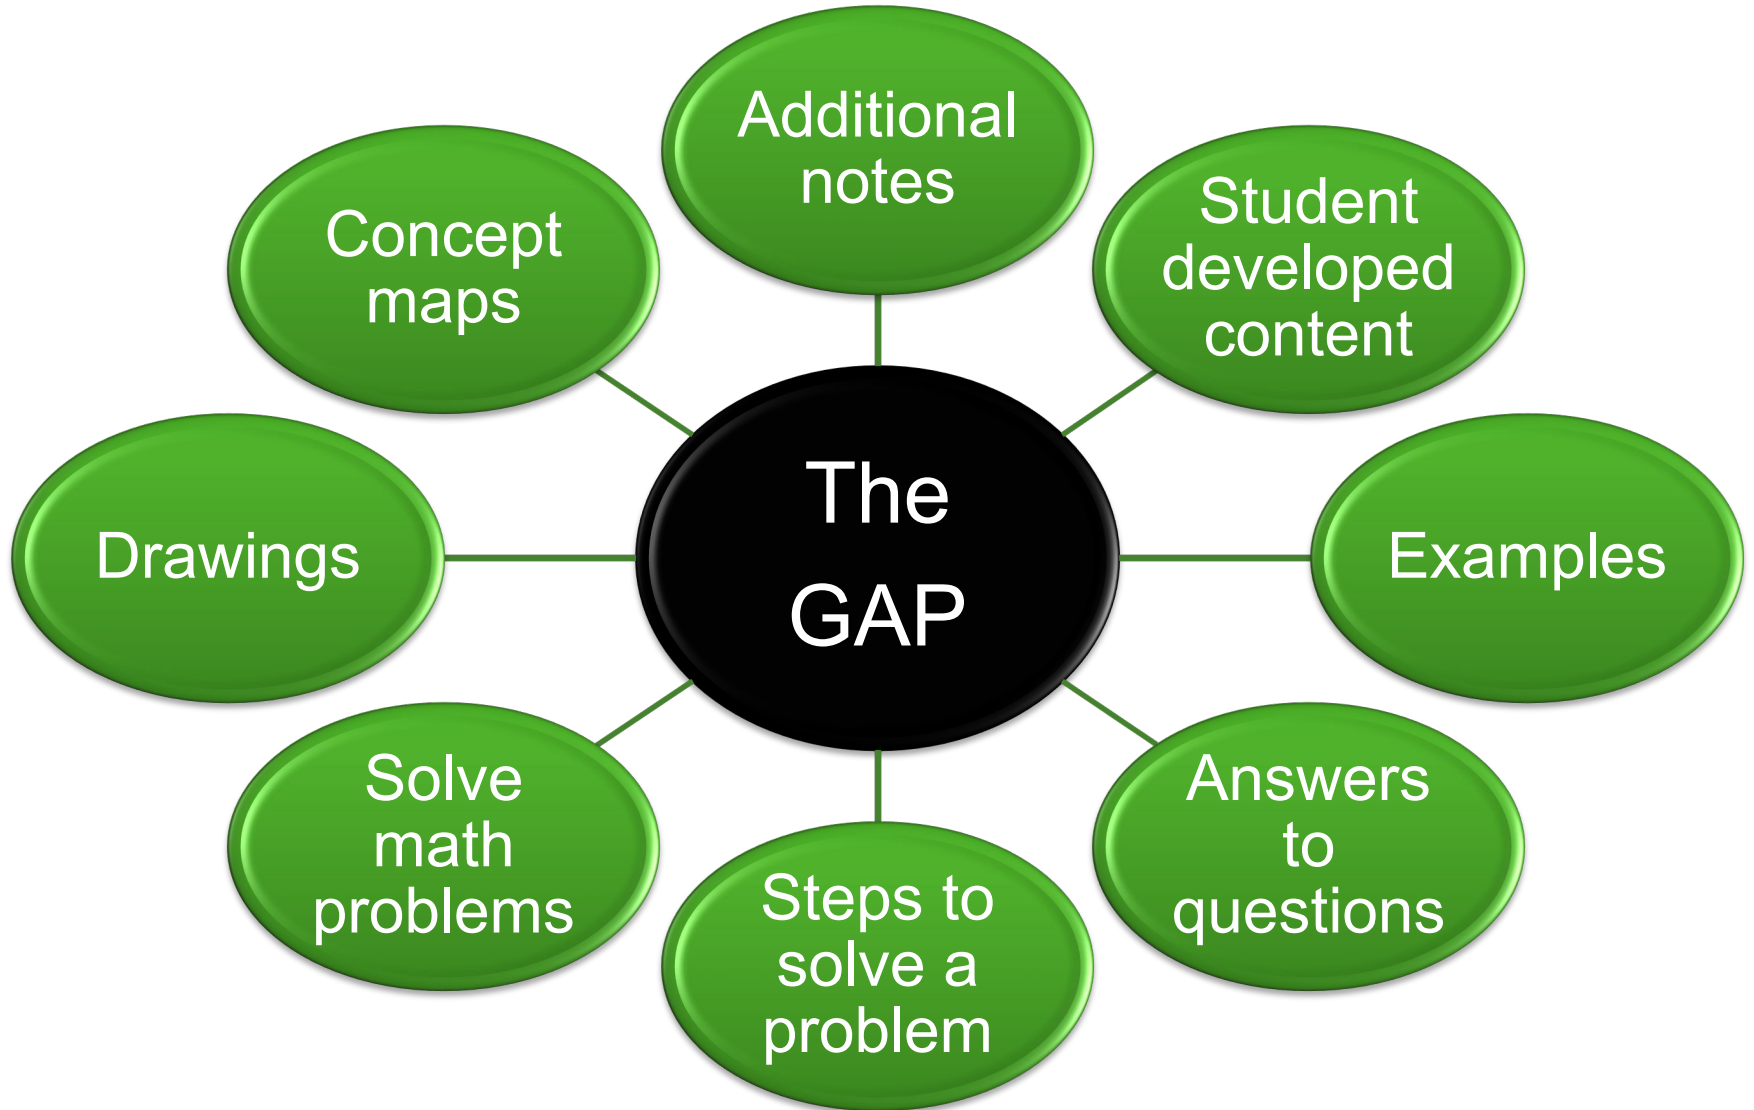 Additional
notes
Student
developed
content
Examples
Answers
to
questions
Steps to
solve a
problem
Solve
math
problems
Drawings
Concept
maps
The
GAP